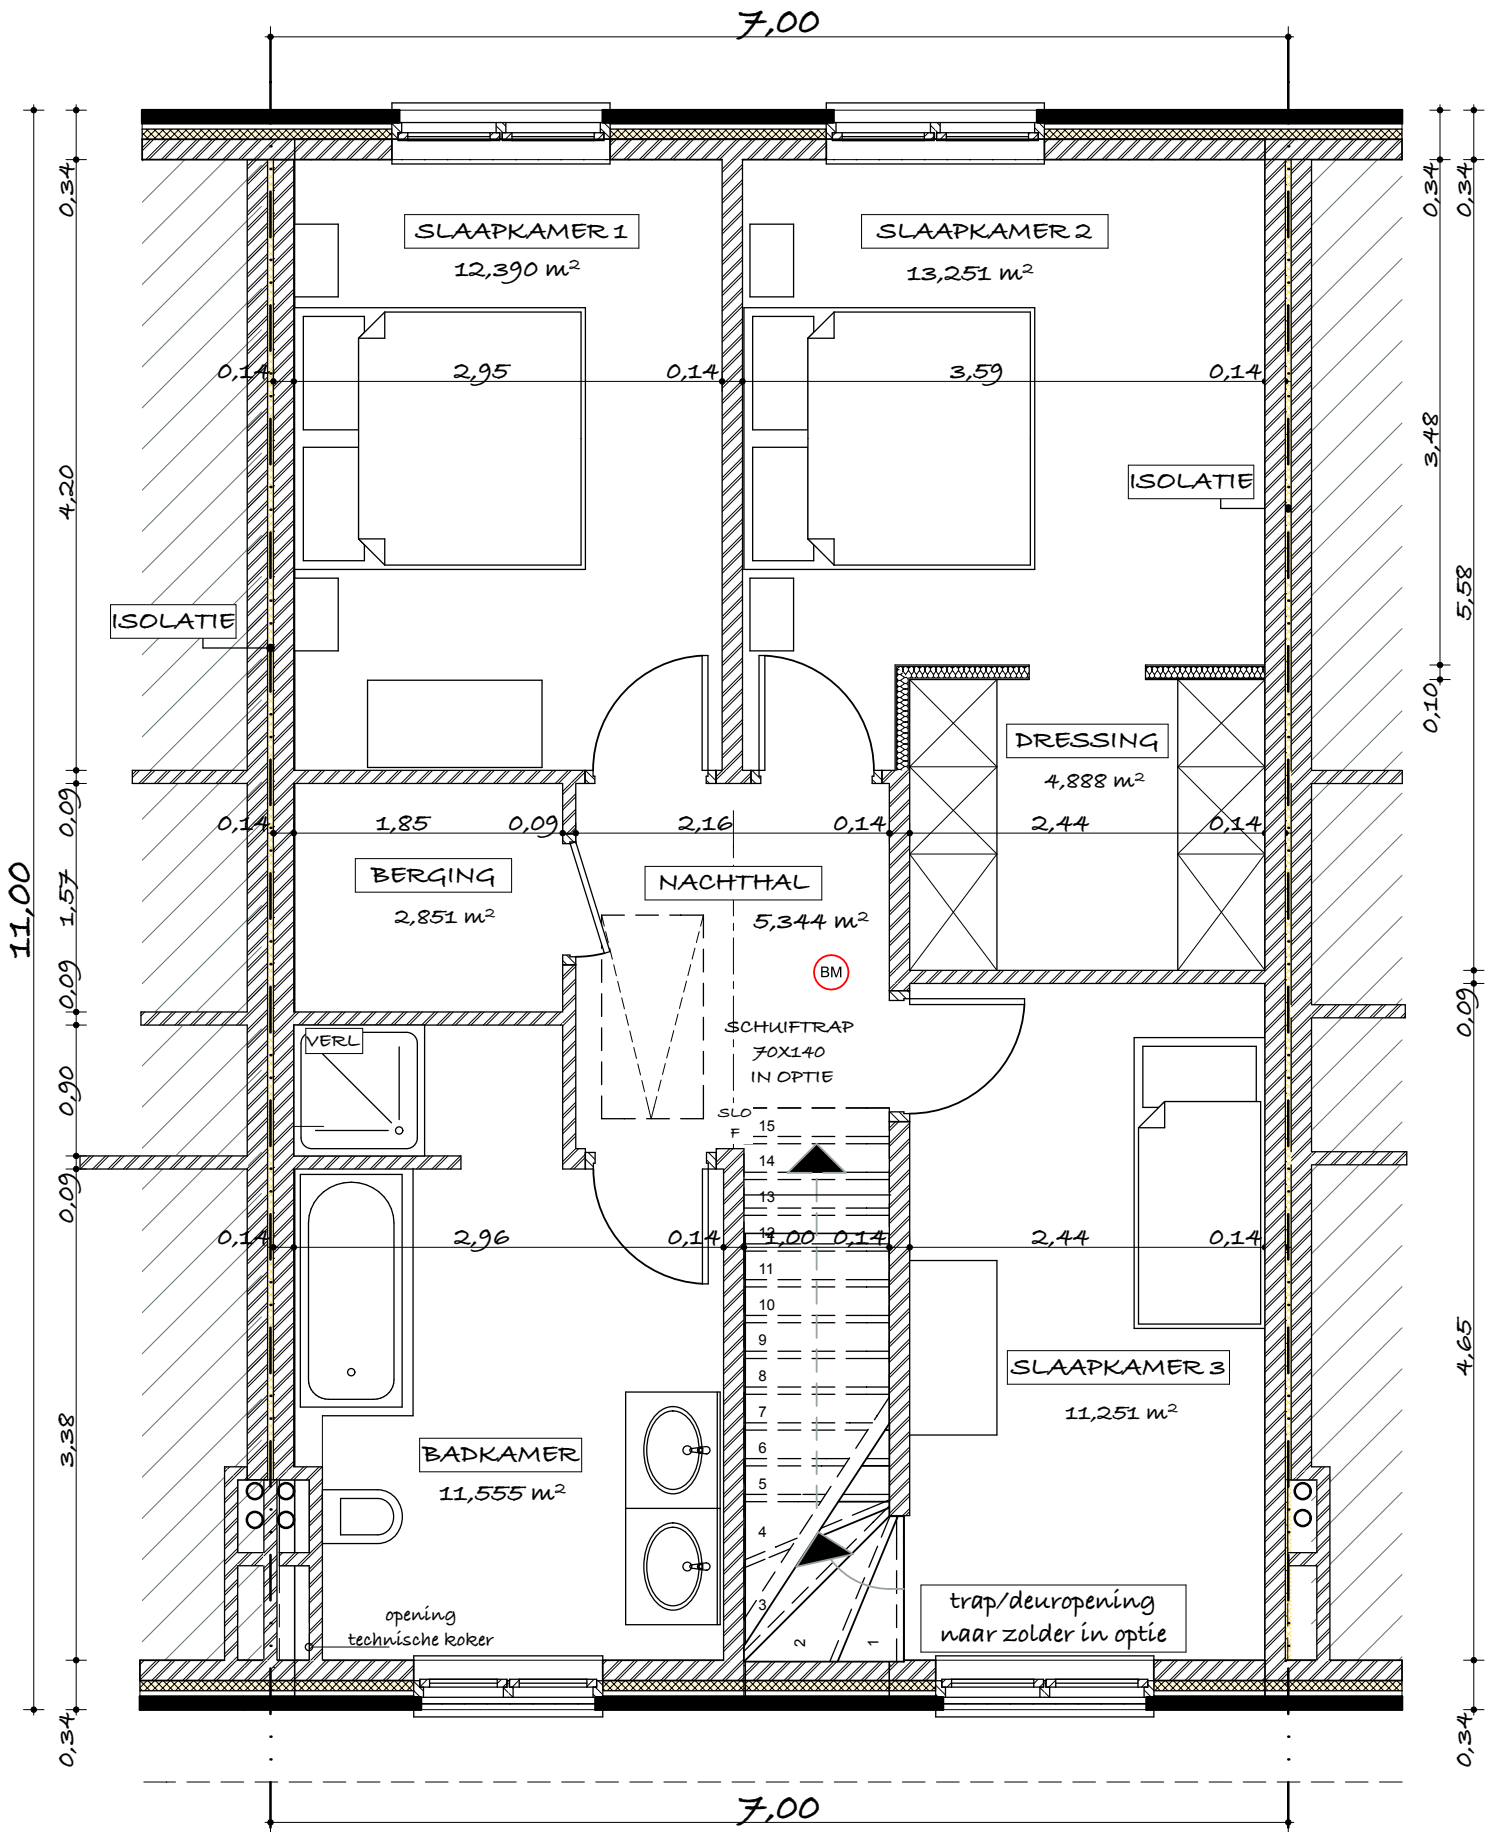 7,00
0,34
0,34
0,34
SLAAPKAMER 1
12,390 m²
SLAAPKAMER 2
13,251 m²
0,14
2,95
0,14
3,59
0,14
4,20
3,48
ISOLATIE
ISOLATIE
5,58
0,10
DRESSING
4,888 m²
0,09
0,14
1,85
0,09
2,16
0,14
2,44
0,14
BERGING
2,851 m²
NACHTHAL
5,344 m²
11,00
1,57
BM
0,09
0,09
SCHUIFTRAP
70X140
IN OPTIE
VERL
0,90
SLO
F
15
14
13
12
11
10
9
8
7
6
5
4
3
2
1
0,09
0,14
2,96
0,14
1,00
0,14
2,44
0,14
4,65
SLAAPKAMER 3
11,251 m²
3,38
BADKAMER
11,555 m²
opening
technische koker
trap/deuropening
naar zolder in optie
0,34
0,34
7,00